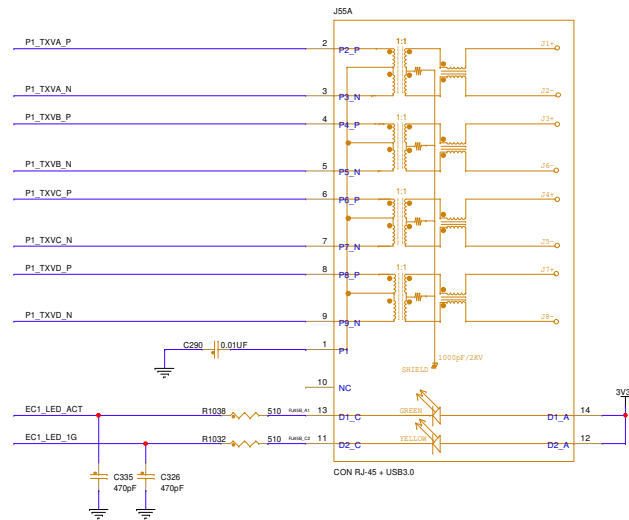 J55A
P1_TXVA_P 2 P2_P 1:1 J1+
P1_TXVA_N 3 P3_N J2-
P1_TXVB_P 4 P4_P 1:1 J3+
P1_TXVB_N 5 P5_N J6-
P1_TXVC_P 6 P6_P 1:1 J4+
P1_TXVC_N 7 P7_N J5-
P1_TXVD_P 8 P8_P 1:1 J7+
P1_TXVD_N 9 P9_N J8-
C290 0.01UF 1 P1
1000pF/2KV
SHIELD
10 NC
3V3
EC1_LED_ACT R1038 510 RJ45B_A1 13 D1_C GREEN D1_A 14
EC1_LED_1G R1032 510 RJ45B_C2 11 D2_C YELLOW D2_A 12
CON RJ-45 + USB3.0
C335 C326
470pF 470pF